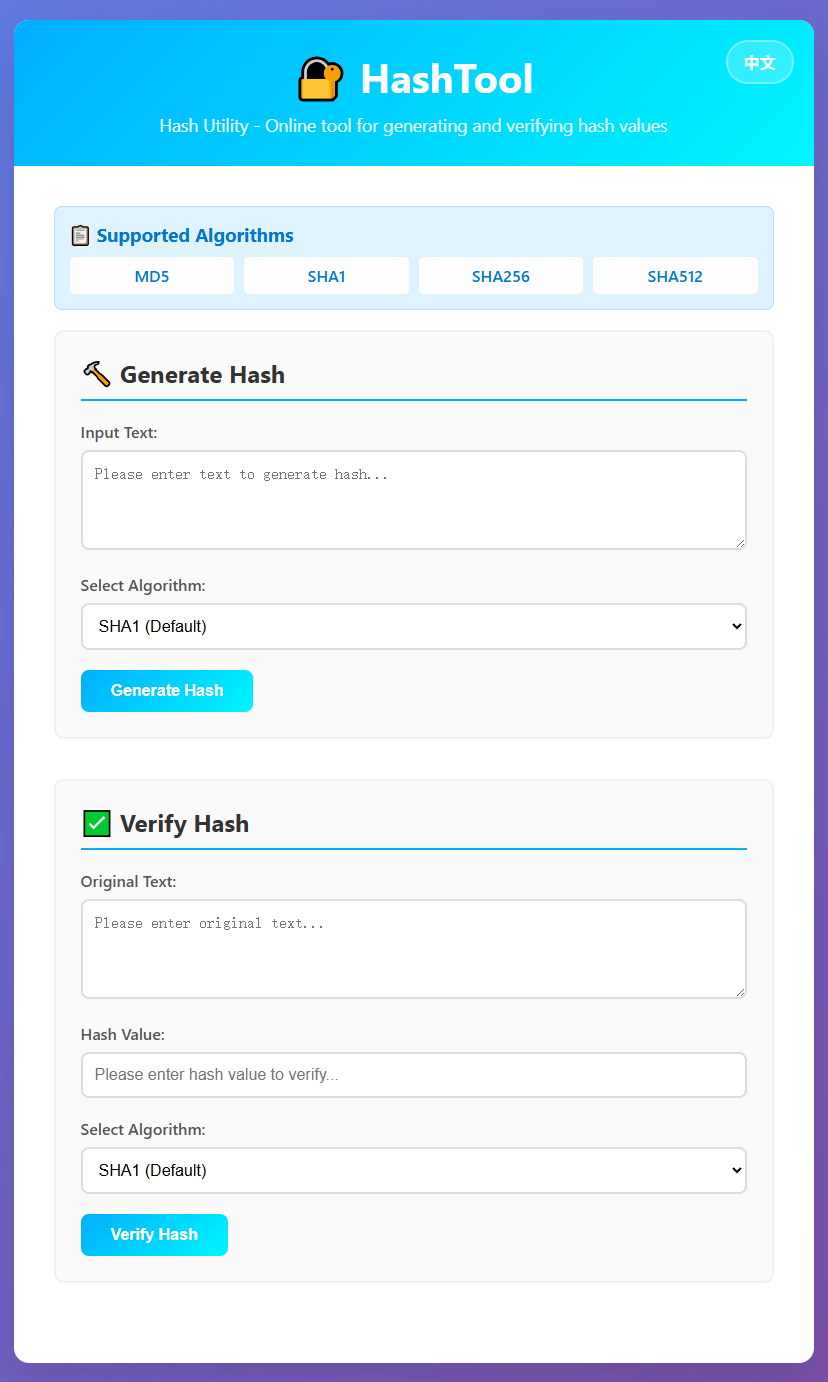 HashTool
中文
Hash Utility - Online tool for generating and verifying hash values
Supported Algorithms
MD5 SHA1 SHA256 SHA512
Generate Hash
Input Text:
Please enter text to generate hash...
Select Algorithm:
SHA1 (Default)
Generate Hash
Verify Hash
Original Text:
Please enter original text...
Hash Value:
Please enter hash value to verify...
Select Algorithm:
SHA1 (Default)
Verify Hash